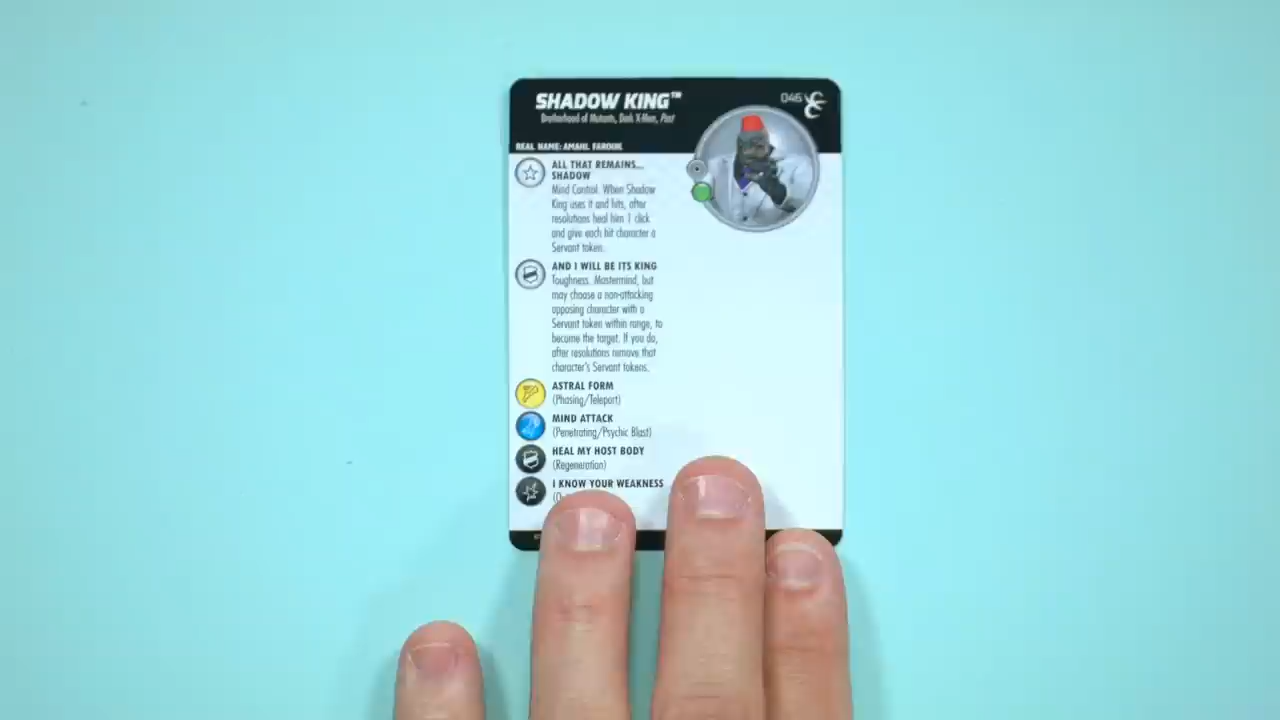 SHADOW KING™
046
Brotherhood of Mutants, Dark X-Men, Past
REAL NAME: AMAHL FAROUK
ALL THAT REMAINS...
SHADOW
Mind Control. When Shadow
King uses it and hits, after
resolutions heal him 1 click
and give each hit character a
Servant token.
AND I WILL BE ITS KING
Toughness. Mastermind, but
may choose a non-attacking
opposing character with a
Servant token within range, to
become the target. If you do,
after resolutions remove that
character's Servant tokens.
ASTRAL FORM
(Phasing/Teleport)
MIND ATTACK
(Penetrating/Psychic Blast)
HEAL MY HOST BODY
(Regeneration)
I KNOW YOUR WEAKNESS